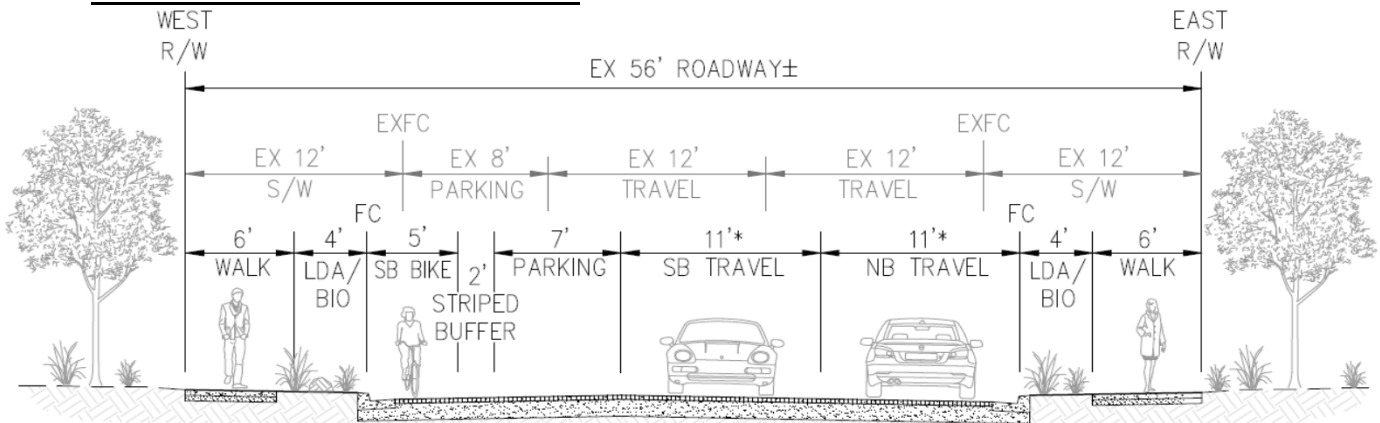 WEST
R/W
EAST
R/W
EX 56' ROADWAY±
EXFC
EXFC
EX 12'
S/W
EX 8'
PARKING
EX 12'
TRAVEL
EX 12'
TRAVEL
EX 12'
S/W
FC
FC
6'
WALK
4'
LDA/
BIO
5'
SB BIKE
2'
STRIPED
BUFFER
7'
PARKING
11'*
SB TRAVEL
11'*
NB TRAVEL
4'
LDA/
BIO
6'
WALK